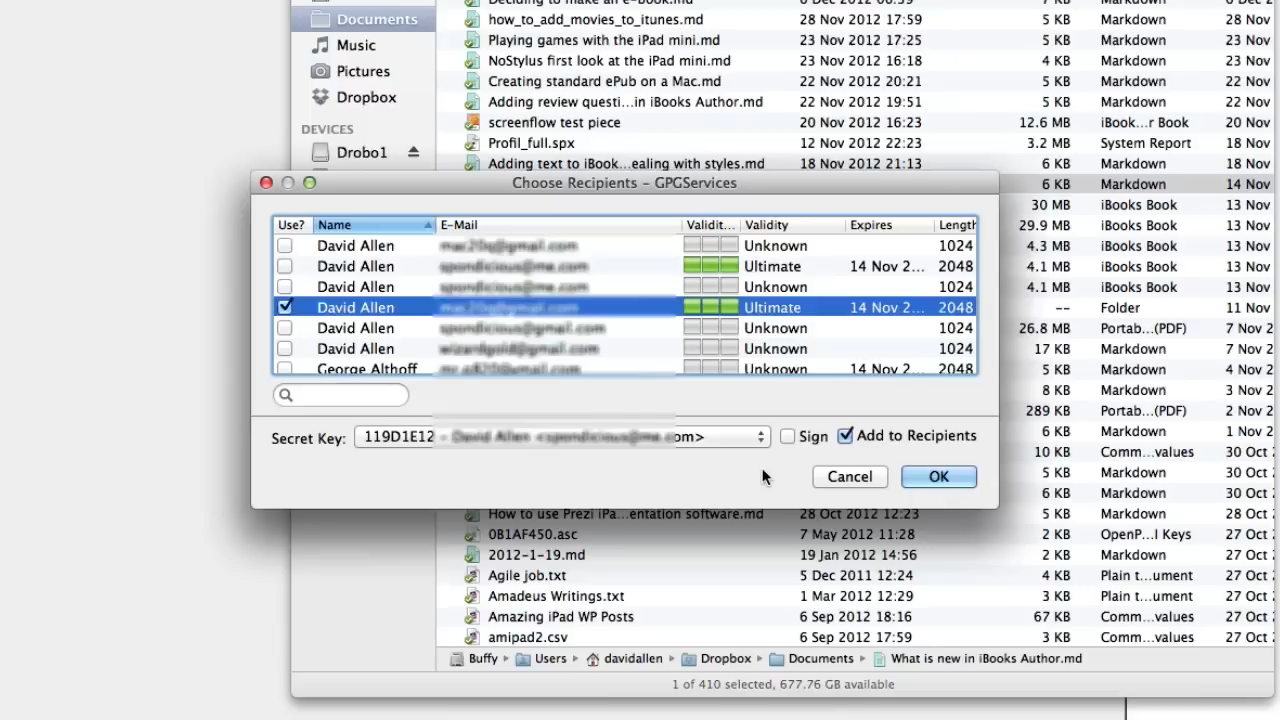 Documents
Music
Pictures
Dropbox
DEVICES
Drobo1
how_to_add_movies_to_itunes.md 28 Nov 2012 17:59 5 KB Markdown 28 Nov
Playing games with the iPad mini.md 23 Nov 2012 17:25 5 KB Markdown 23 Nov
NoStylus first look at the iPad mini.md 23 Nov 2012 16:18 4 KB Markdown 23 Nov
Creating standard ePub on a Mac.md 22 Nov 2012 20:21 5 KB Markdown 22 Nov
Adding review questi...in iBooks Author.md 22 Nov 2012 19:51 5 KB Markdown 22 Nov
screenflow test piece 20 Nov 2012 16:23 12.6 MB iBook...r Book 20 Nov
Profil_full.spx 12 Nov 2012 22:23 3.2 MB System Report 18 Nov
Adding text to iBook...ealing with styles.md 18 Nov 2012 21:13 6 KB Markdown 18 Nov
6 KB Markdown 14 Nov
30 MB iBooks Book 13 Nov
29.9 MB iBooks Book 13 Nov
4.3 MB iBooks Book 13 Nov
4.1 MB iBooks Book 13 Nov
4.1 MB iBooks Book 13 Nov
-- Folder 11 Nov
26.8 MB Portab...(PDF) 7 Nov 2
17 KB Markdown 7 Nov 2
5 KB Markdown 4 Nov 2
8 KB Markdown 3 Nov 2
289 KB Portab...(PDF) 2 Nov 2
6 KB Markdown 1 Nov 2
10 KB Comm...values 30 Oct
5 KB Markdown 30 Oct
6 KB Markdown 30 Oct
Choose Recipients – GPGServices
Use? Name E-Mail Validit... Validity Expires Length
David Allen Unknown 1024
David Allen Ultimate 14 Nov 2... 2048
David Allen Unknown 1024
David Allen Ultimate 14 Nov 2... 2048
David Allen Unknown 1024
David Allen Unknown 1024
George Althoff Unknown 14 Nov 2... 2048
Secret Key: 119D1E12 om> Sign Add to Recipients
Cancel OK
How to use Prezi iPa...entation software.md 28 Oct 2012 12:23 5 KB Markdown 28 Oct
0B1AF450.asc 7 May 2012 11:28 2 KB OpenP...l Keys 27 Oct
2012-1-19.md 19 Jan 2012 14:56 2 KB Markdown 27 Oct
Agile job.txt 5 Dec 2011 12:24 4 KB Plain t...ument 27 Oct
Amadeus Writings.txt 1 Mar 2012 12:29 3 KB Plain t...ument 27 Oct
Amazing iPad WP Posts 6 Sep 2012 18:16 67 KB Comm...values 27 Oct
amipad2.csv 6 Sep 2012 17:59 3 KB Comm...values 27 Oct
Buffy Users davidallen Dropbox Documents What is new in iBooks Author.md
1 of 410 selected, 677.76 GB available